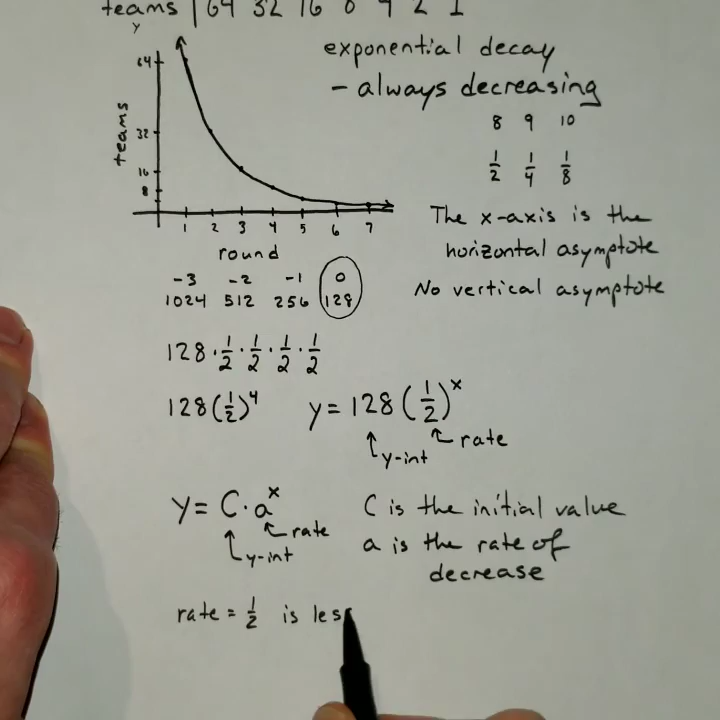 teams | 64 32 16 8 4 2 1
y
exponential decay
64
- always decreasing
teams
8 9 10
32
1/2 1/4 1/8
16
8
The x-axis is the
1 2 3 4 5 6 7
horizontal asymptote
round
-3 -2 -1 0
No vertical asymptote
1024 512 256 128
128 · 1/2 · 1/2 · 1/2 · 1/2
128(1/2)^4 y = 128(1/2)^x
rate
y-int
y = C · a^x C is the initial value
rate a is the rate of
y-int decrease
rate = 1/2 is less